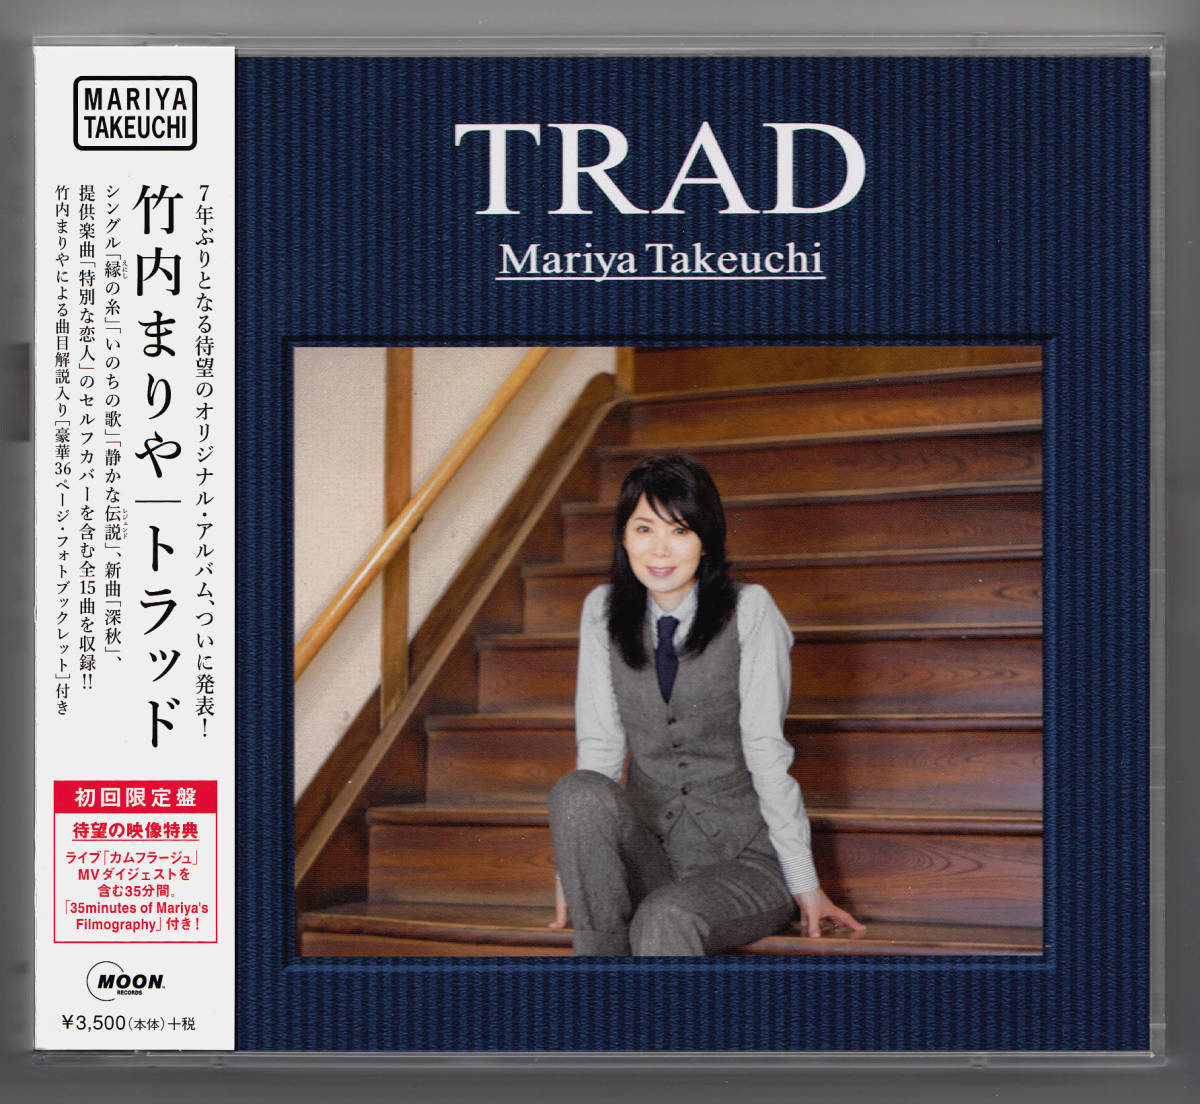 MARIYA
TAKEUCHI
7年ぶりとなる待望のオリジナル・アルバム、ついに発表!
竹内まりや|トラッド
シングル「縁の糸」「いのちの歌」「静かな伝説」、新曲「深秋」、
えにし
レジェンド
提供楽曲「特別な恋人」のセルフカバーを含む全15曲を収録!!
竹内まりやによる曲目解説入り[豪華36ページ・フォトブックレット]付き
初回限定盤
待望の映像特典
ライブ「カムフラージュ」
MVダイジェストを
含む35分間。
「35minutes of Mariya's
Filmography」付き!
MOON
RECORDS
¥3,500(本体)+税
TRAD
Mariya Takeuchi